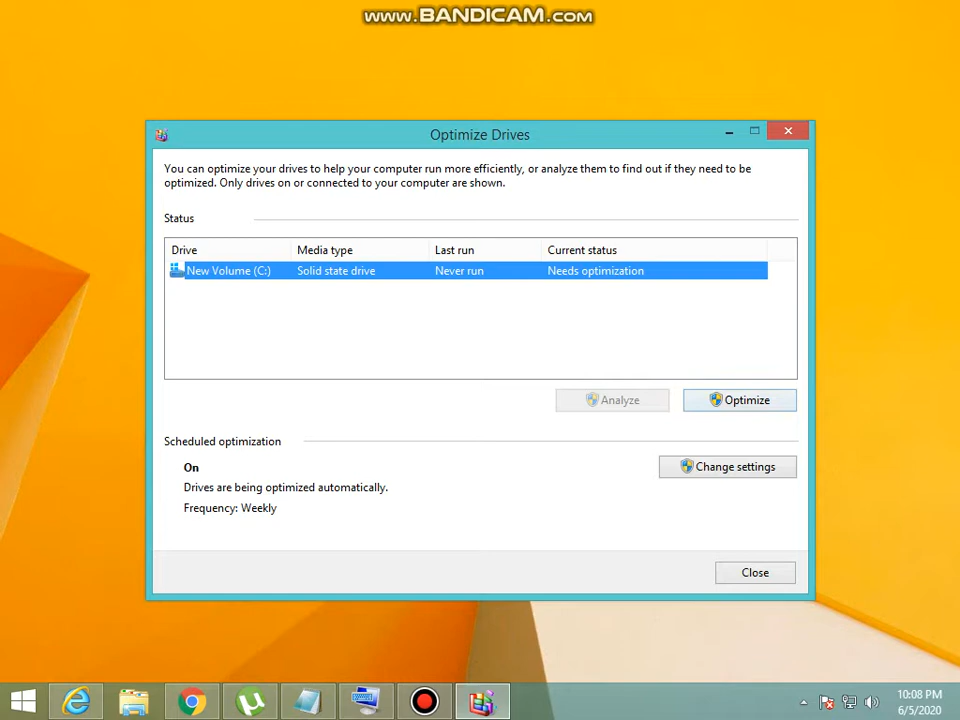 www.BANDICAM.com
Optimize Drives
You can optimize your drives to help your computer run more efficiently, or analyze them to find out if they need to be
optimized. Only drives on or connected to your computer are shown.
Status
Drive Media type Last run Current status
New Volume (C:) Solid state drive Never run Needs optimization
Analyze Optimize
Scheduled optimization
On
Change settings
Drives are being optimized automatically.
Frequency: Weekly
Close
10:08 PM
6/5/2020